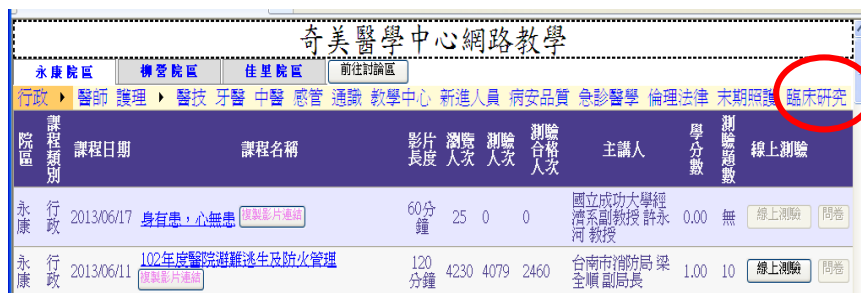 奇美醫學中心網路教學
永康院區 柳營院區 佳里院區 前往討論區
行政 醫師 護理 醫技 牙醫 中醫 感管 通識 教學中心 新進人員 病安品質 急診醫學 倫理法律 末期照護 臨床研究
院區 課程類別 課程日期 課程名稱 影片長度 瀏覽人次 測驗人次 測驗合格人次 主講人 學分數 測驗題數 線上測驗
永康 行政 2013/06/17 身有患，心無患 複製影片連結 60分鐘 25 0 0 國立成功大學經濟系副教授 許永河 教授 0.00 無 線上測驗 問卷
永康 行政 2013/06/11 102年度醫院避難逃生及防火管理 複製影片連結 120分鐘 4230 4079 2460 台南市消防局 梁全順 副局長 1.00 10 線上測驗 問卷